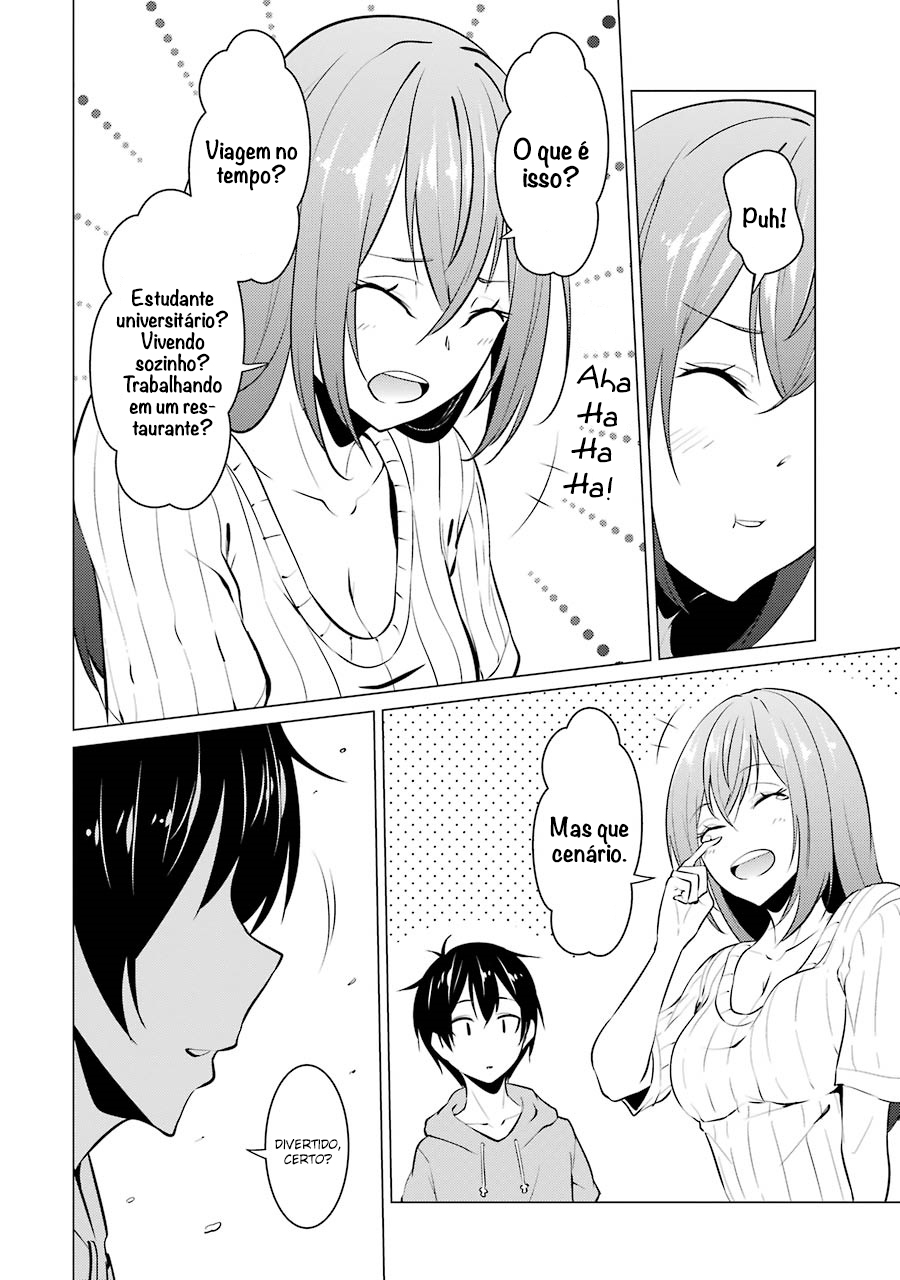 Puh!
O que é
isso?
Viagem no
tempo?
Estudante
universitário?
Vivendo
sozinho?
Trabalhando
em um res-
taurante?
Aha
Ha
Ha
Ha!
Mas que
cenário.
DIVERTIDO,
CERTO?